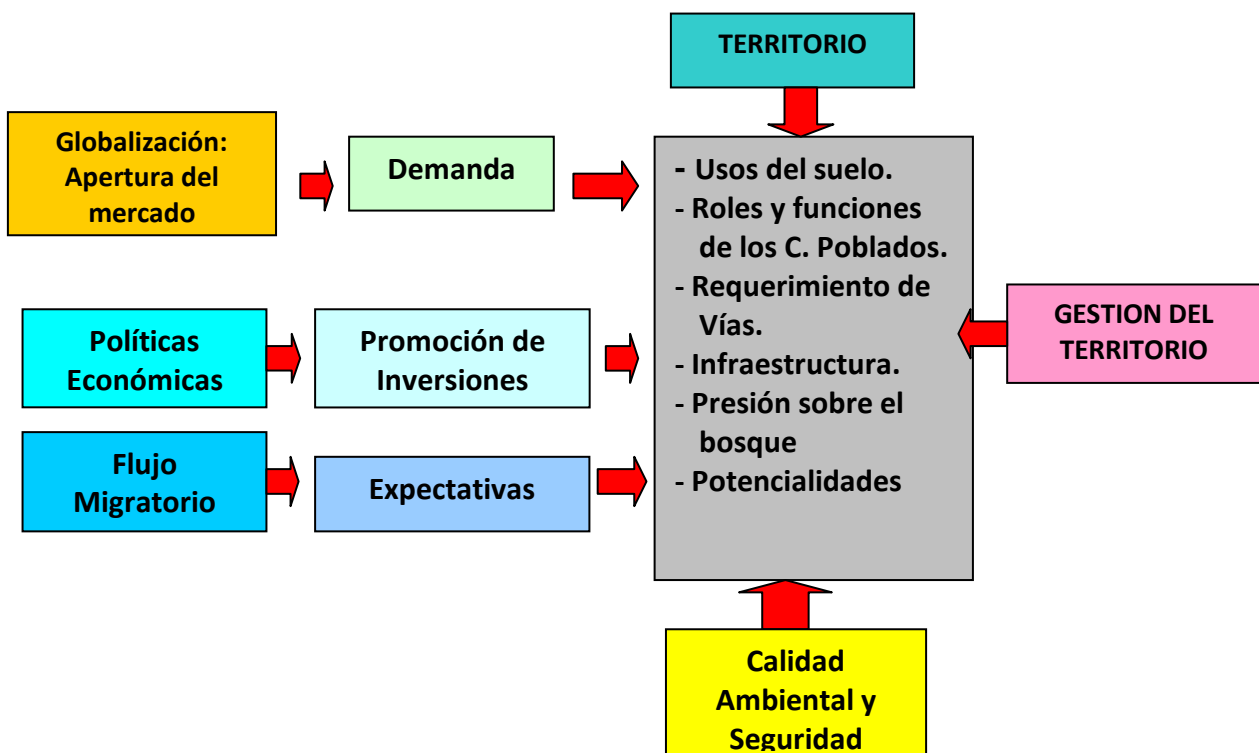 TERRITORIO
Globalización:
Apertura del
mercado
Demanda
- Usos del suelo.
- Roles y funciones
de los C. Poblados.
- Requerimiento de
Vías.
- Infraestructura.
- Presión sobre el
bosque
- Potencialidades
GESTION DEL
TERRITORIO
Políticas
Económicas
Promoción de
Inversiones
Flujo
Migratorio
Expectativas
Calidad
Ambiental y
Seguridad